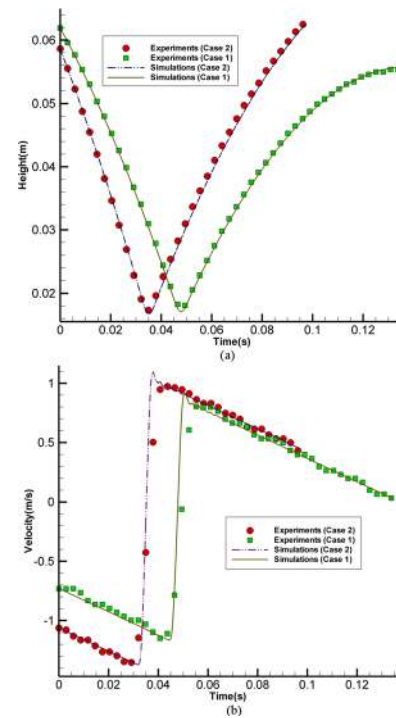 0.06
0.05
0.04
0.03
0.02
Height(m)
Experiments (Case 2)
Experiments (Case 1)
Simulations (Case 2)
Simulations (Case 1)
0 0.02 0.04 0.06 0.08 0.1 0.12
Time(s)
(a)
1
0.5
0
-0.5
-1
Velocity(m/s)
Experiments (Case 2)
Experiments (Case 1)
Simulations (Case 2)
Simulations (Case 1)
0 0.02 0.04 0.06 0.08 0.1 0.12
Time(s)
(b)